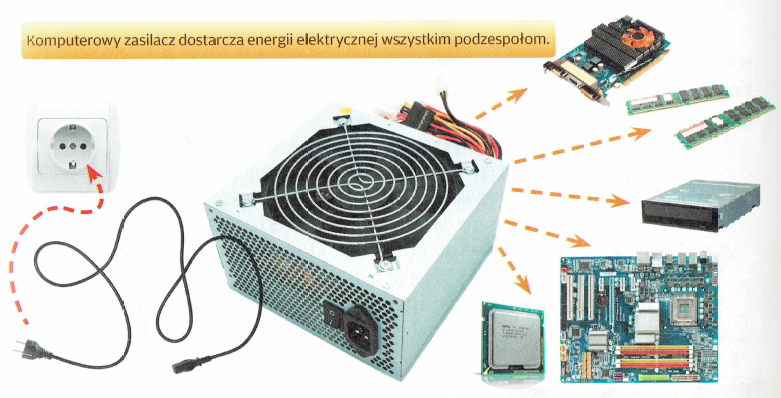 Komputerowy zasilacz dostarcza energii elektrycznej wszystkim podzespołom.